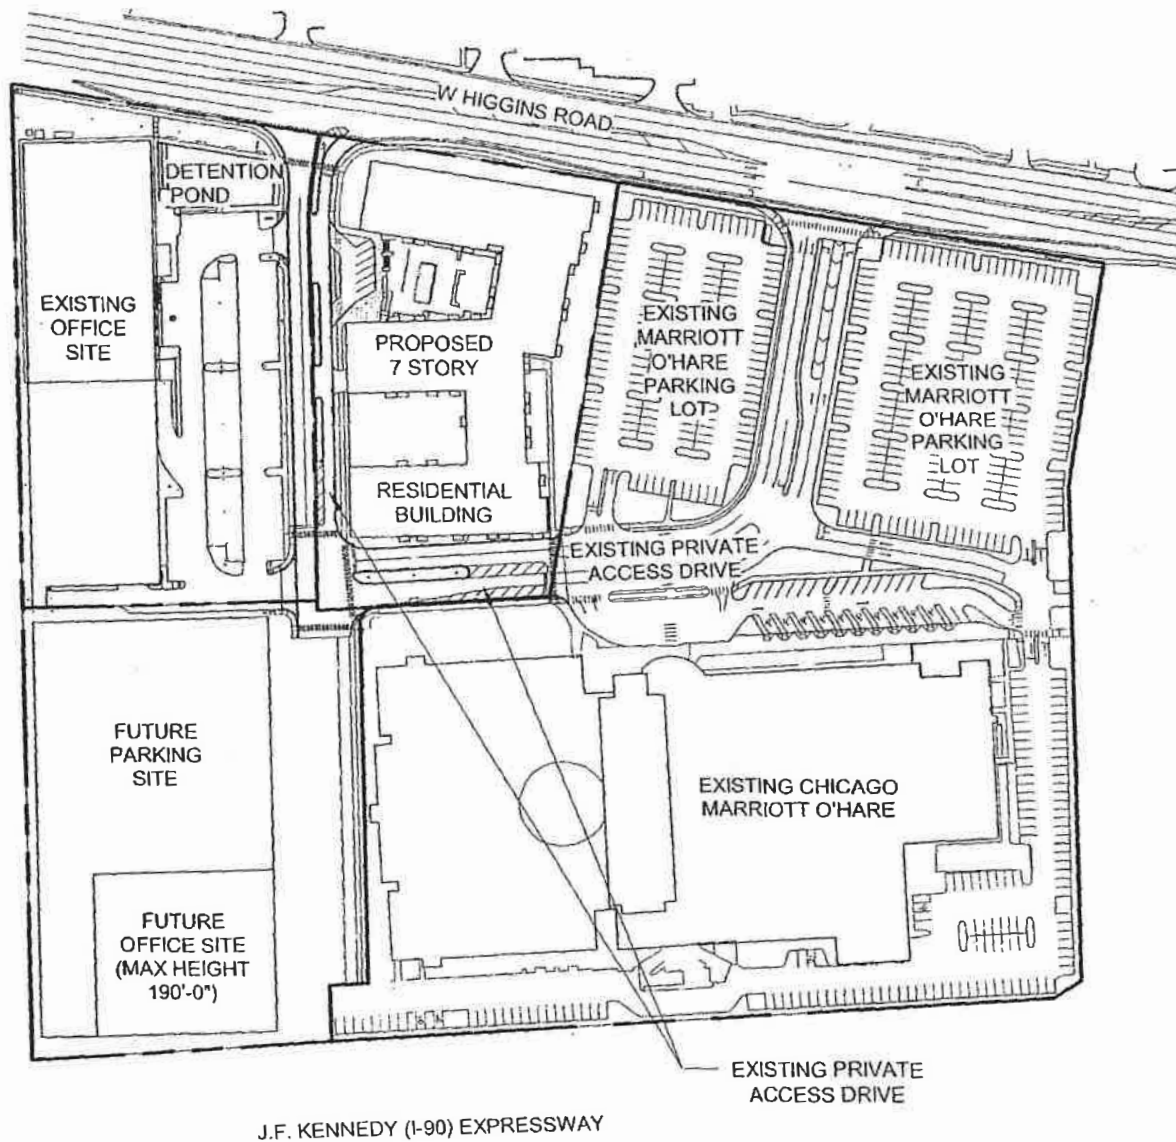 W HIGGINS ROAD
DETENTION
POND
EXISTING
OFFICE
SITE
PROPOSED
7 STORY
RESIDENTIAL
BUILDING
EXISTING
MARRIOTT
O'HARE
PARKING
LOT
EXISTING
MARRIOTT
O'HARE
PARKING
LOT
EXISTING PRIVATE
ACCESS DRIVE
FUTURE
PARKING
SITE
EXISTING CHICAGO
MARRIOTT O'HARE
FUTURE
OFFICE SITE
(MAX HEIGHT
190'-0")
EXISTING PRIVATE
ACCESS DRIVE
J.F. KENNEDY (I-90) EXPRESSWAY